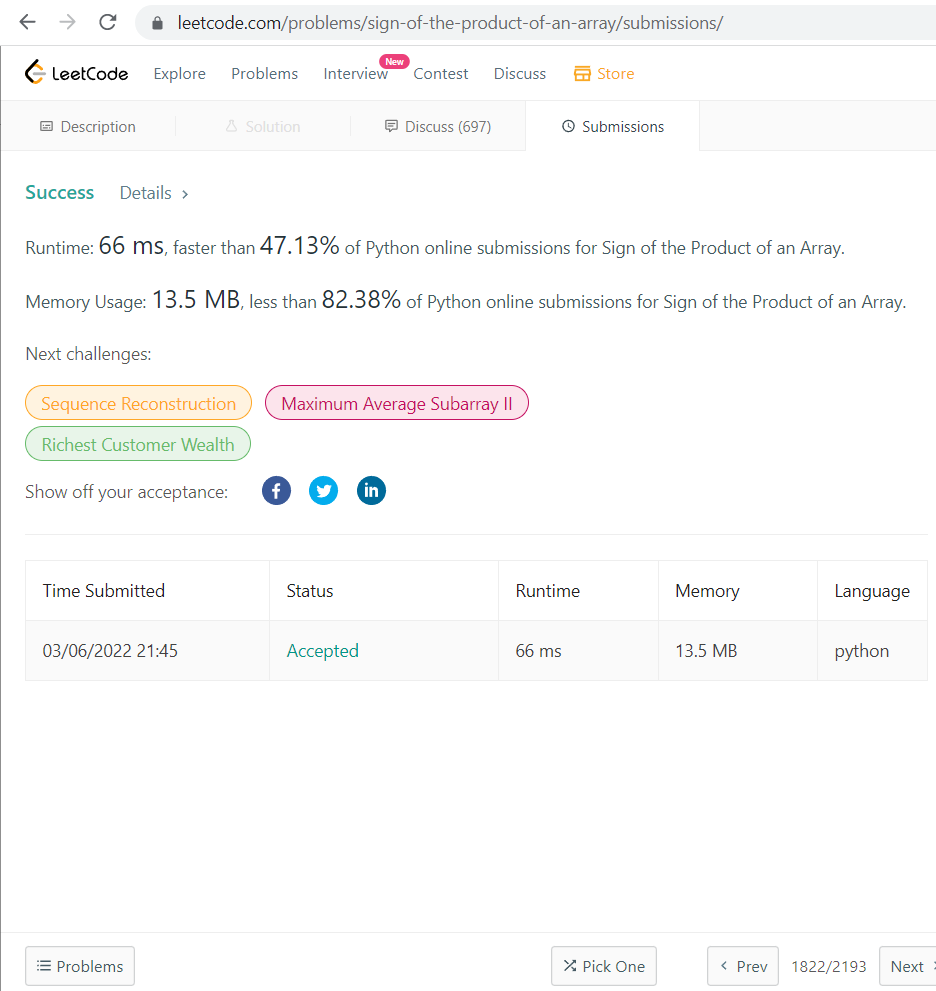 leetcode.com/problems/sign-of-the-product-of-an-array/submissions/
LeetCode Explore Problems Interview New Contest Discuss Store
Description Solution Discuss (697) Submissions
Success Details >
Runtime: 66 ms, faster than 47.13% of Python online submissions for Sign of the Product of an Array.
Memory Usage: 13.5 MB, less than 82.38% of Python online submissions for Sign of the Product of an Array.
Next challenges:
Sequence Reconstruction Maximum Average Subarray II
Richest Customer Wealth
Show off your acceptance:
Time Submitted Status Runtime Memory Language
03/06/2022 21:45 Accepted 66 ms 13.5 MB python
Problems Pick One < Prev 1822/2193 Next >